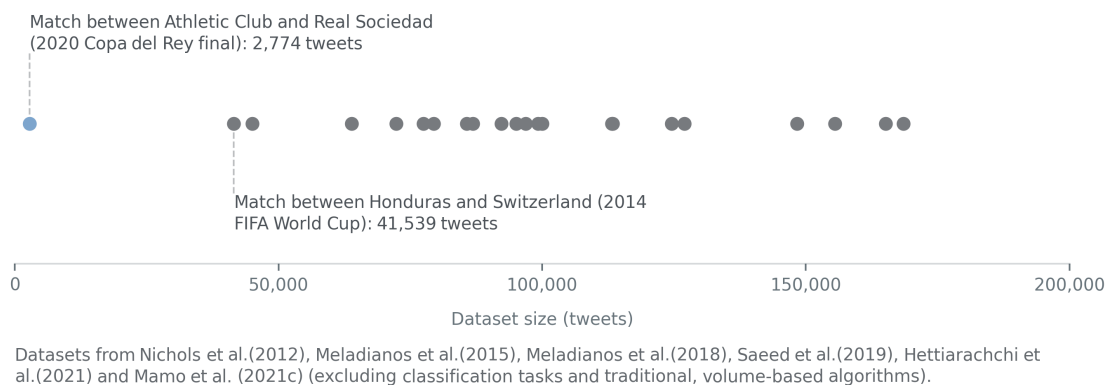 Match between Athletic Club and Real Sociedad
(2020 Copa del Rey final): 2,774 tweets
Match between Honduras and Switzerland (2014
FIFA World Cup): 41,539 tweets
0 50,000 100,000 150,000 200,000
Dataset size (tweets)
Datasets from Nichols et al.(2012), Meladianos et al.(2015), Meladianos et al.(2018), Saeed et al.(2019), Hettiarachchi et
al.(2021) and Mamo et al. (2021c) (excluding classification tasks and traditional, volume-based algorithms).